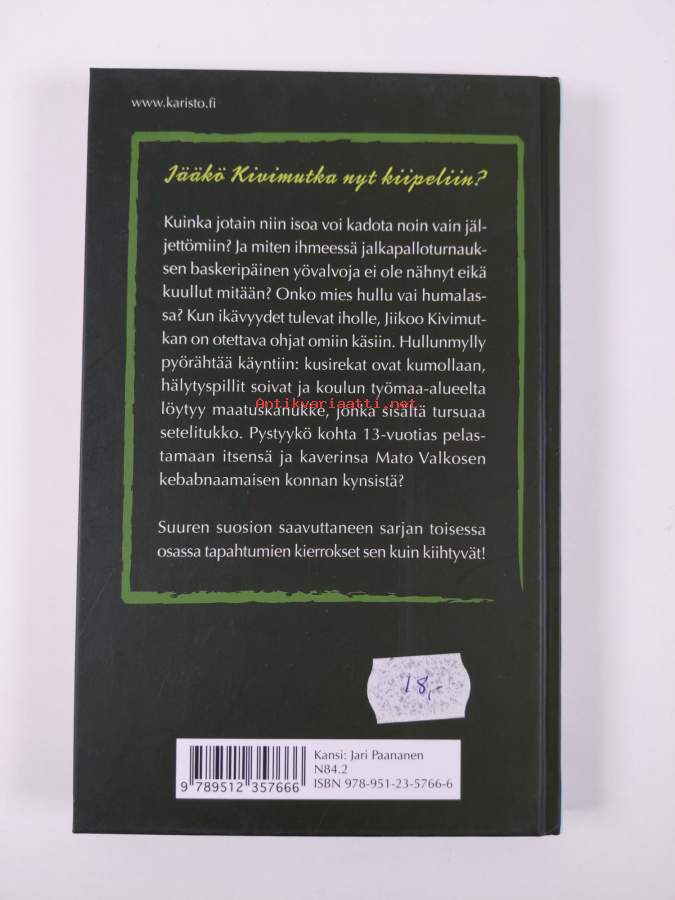 www.karisto.fi
Jääkö Kivimutka nyt kiipeliin?
Kuinka jotain niin isoa voi kadota noin vain jäl-
jettömiin? Ja miten ihmeessä jalkapalloturnauk-
sen baskeripäinen yövalvoja ei ole nähnyt eikä
kuullut mitään? Onko mies hullu vai humalas-
sa? Kun ikävyydet tulevat iholle, Jiikoo Kivimut-
kan on otettava ohjat omiin käsiin. Hullunmylly
pyörähtää käyntiin: kusirekat ovat kumollaan,
hälytyspillit soivat ja koulun työmaa-alueelta
Antikvariaatti.net
löytyy maatuskanukke, jonka sisältä tursuaa
setelitukko. Pystyykö kohta 13-vuotias pelas-
tamaan itsensä ja kaverinsa Mato Valkosen
kebabnaamaisen konnan kynsistä?
Suuren suosion saavuttaneen sarjan toisessa
osassa tapahtumien kierrokset sen kuin kiihtyvät!
18,-
Kansi: Jari Paananen
N84.2
ISBN 978-951-23-5766-6
9 789512 357666